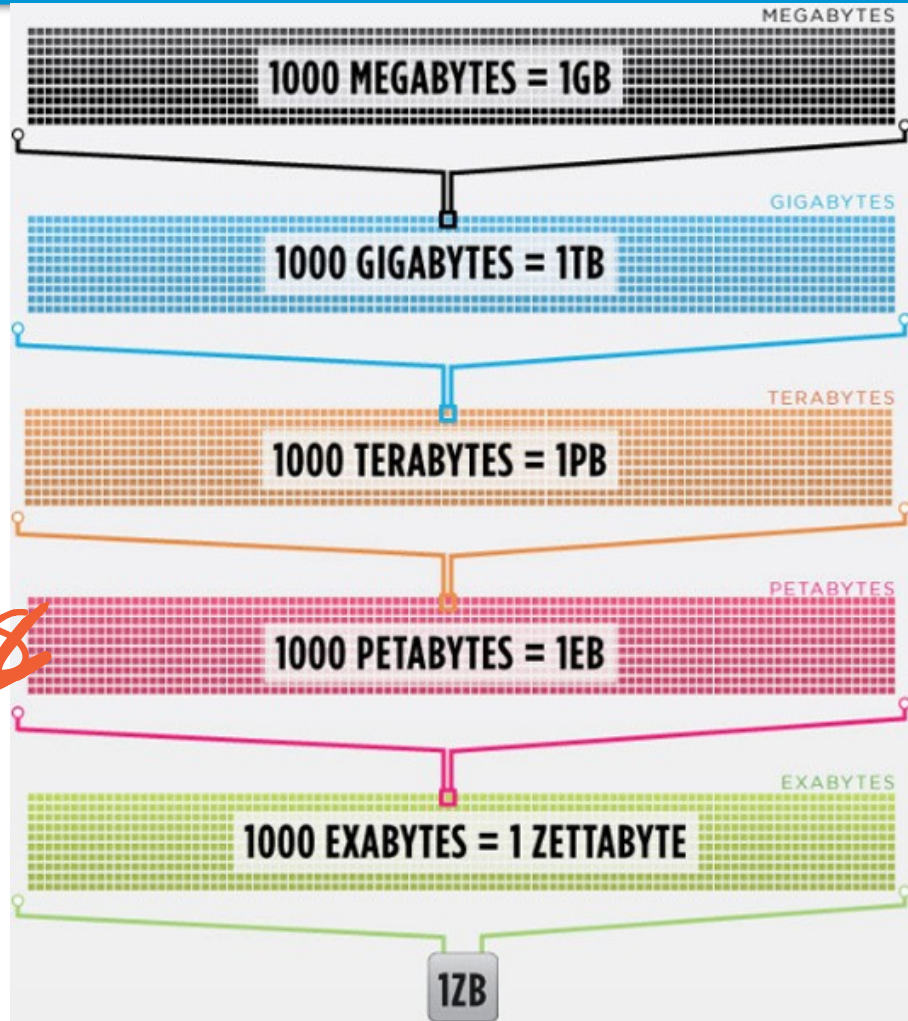 MEGABYTES
1000 MEGABYTES = 1GB
GIGABYTES
1000 GIGABYTES = 1TB
TERABYTES
1000 TERABYTES = 1PB
PETABYTES
1000 PETABYTES = 1EB
EXABYTES
1000 EXABYTES = 1 ZETTABYTE
1ZB